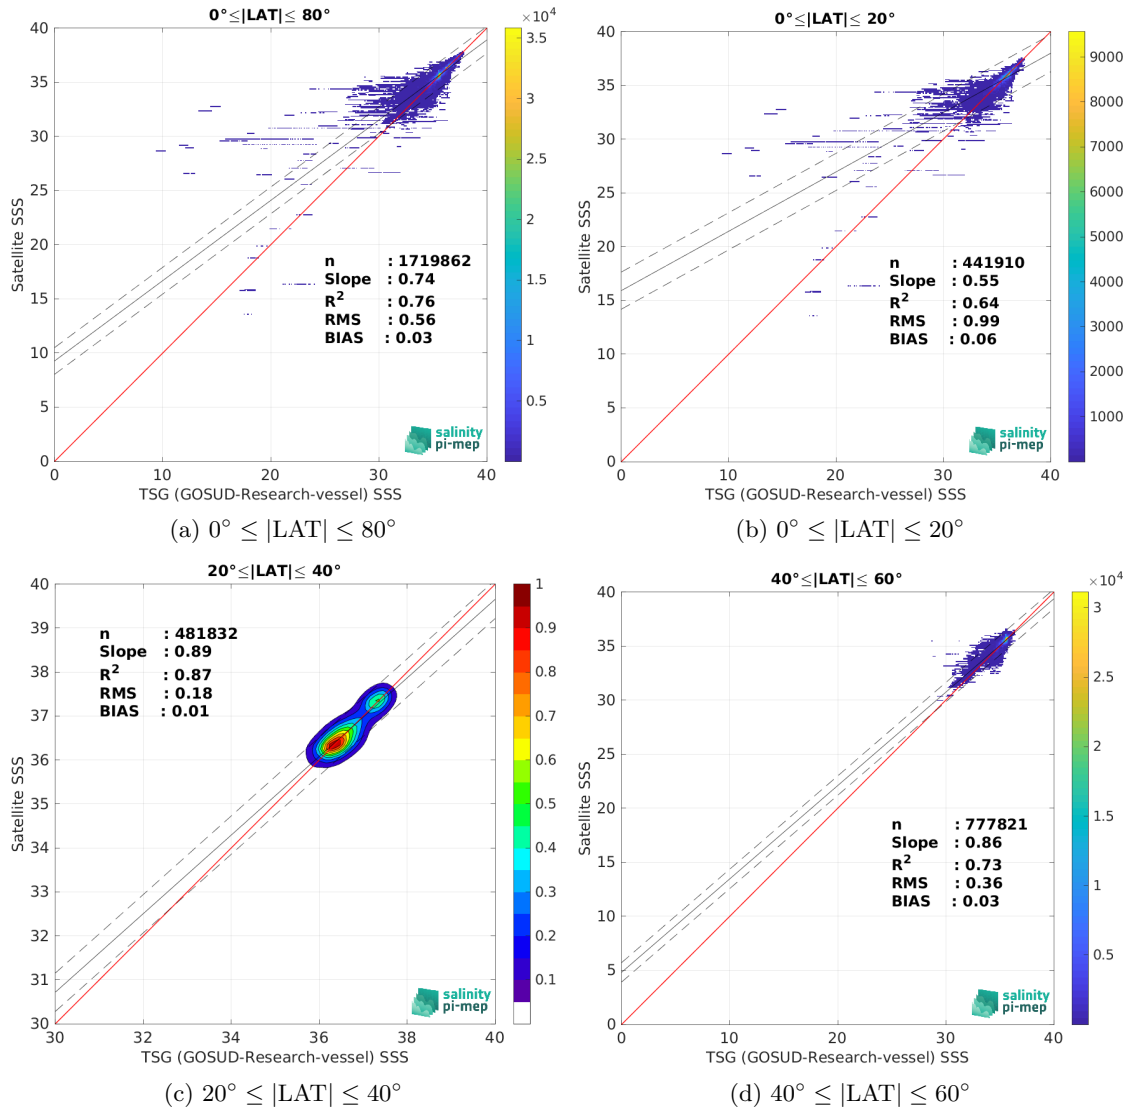 0°≤|LAT|≤ 80°
×10⁴
40
35
30
25
20
15
10
5
0
0 10 20 30 40
Satellite SSS
TSG (GOSUD-Research-vessel) SSS
n : 1719862
Slope : 0.74
R² : 0.76
RMS : 0.56
BIAS : 0.03
salinity
pi-mep
3.5
3
2.5
2
1.5
1
0.5
(a) 0° ≤ |LAT| ≤ 80°
0°≤|LAT|≤ 20°
40
35
30
25
20
15
10
5
0
0 10 20 30 40
Satellite SSS
TSG (GOSUD-Research-vessel) SSS
n : 441910
Slope : 0.55
R² : 0.64
RMS : 0.99
BIAS : 0.06
salinity
pi-mep
9000
8000
7000
6000
5000
4000
3000
2000
1000
(b) 0° ≤ |LAT| ≤ 20°
20°≤|LAT|≤ 40°
40
39
38
37
36
35
34
33
32
31
30
30 32 34 36 38 40
Satellite SSS
TSG (GOSUD-Research-vessel) SSS
n : 481832
Slope : 0.89
R² : 0.87
RMS : 0.18
BIAS : 0.01
salinity
pi-mep
1
0.9
0.8
0.7
0.6
0.5
0.4
0.3
0.2
0.1
(c) 20° ≤ |LAT| ≤ 40°
40°≤|LAT|≤ 60°
×10⁴
40
35
30
25
20
15
10
5
0
0 10 20 30 40
Satellite SSS
TSG (GOSUD-Research-vessel) SSS
n : 777821
Slope : 0.86
R² : 0.73
RMS : 0.36
BIAS : 0.03
salinity
pi-mep
3
2.5
2
1.5
1
0.5
(d) 40° ≤ |LAT| ≤ 60°